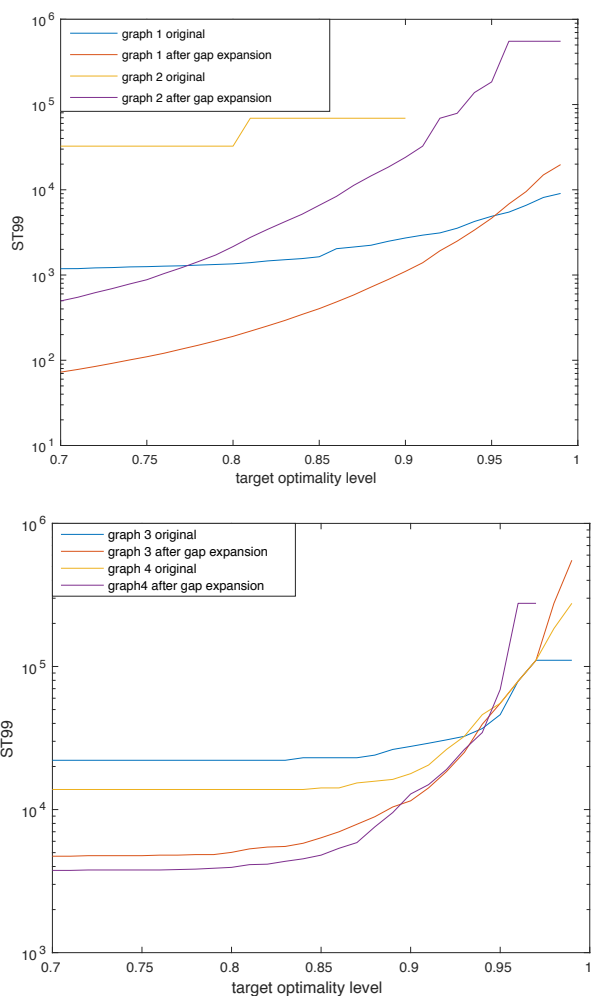 10^6
graph 1 original
graph 1 after gap expansion
graph 2 original
graph 2 after gap expansion
10^5
10^4
ST99
10^3
10^2
10^1
0.7 0.75 0.8 0.85 0.9 0.95 1
target optimality level
10^6
graph 3 original
graph 3 after gap expansion
graph 4 original
graph4 after gap expansion
10^5
ST99
10^4
10^3
0.7 0.75 0.8 0.85 0.9 0.95 1
target optimality level